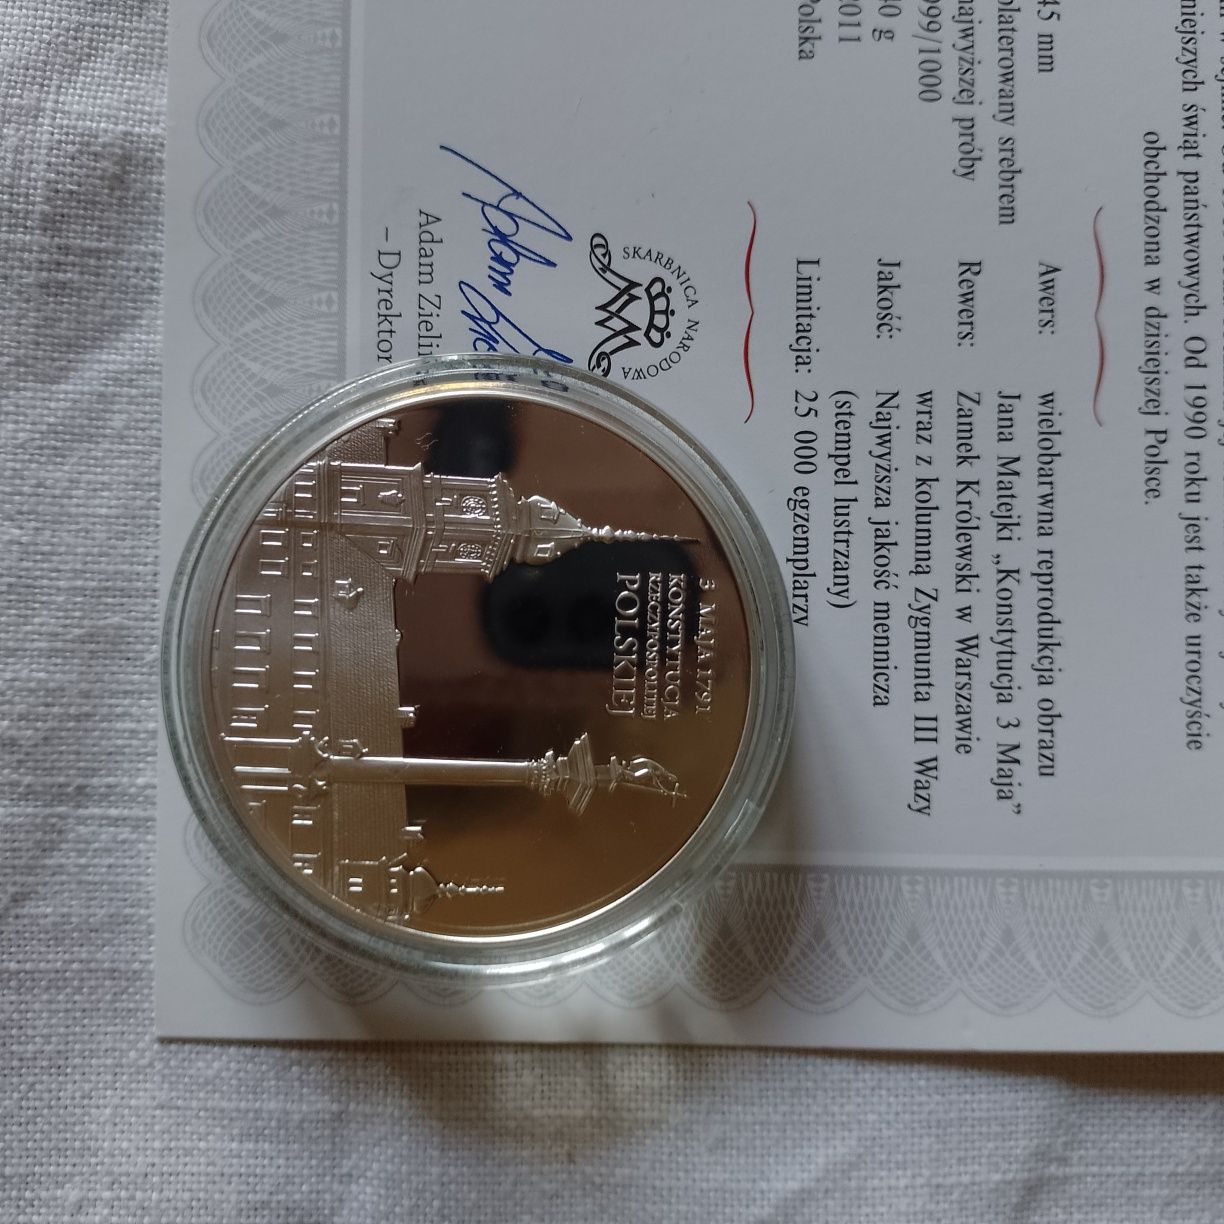 niejszych świąt państwowych. Od 1990 roku jest także uroczyście
obchodzona w dzisiejszej Polsce.
45 mm
platerowany srebrem
najwyższej próby
999/1000
40 g
2011
Polska
Awers: wielobarwna reprodukcja obrazu
Jana Matejki „Konstytucja 3 Maja”
Rewers: Zamek Królewski w Warszawie
wraz z kolumną Zygmunta III Wazy
Jakość: Najwyższa jakość mennicza
(stempel lustrzany)
Limitacja: 25 000 egzemplarzy
SKARBNICA NARODOWA
Adam Zieli
– Dyrektor
3 MAJA 1791
KONSTYTUCJA
RZECZYPOSPOLITEJ
POLSKIEJ